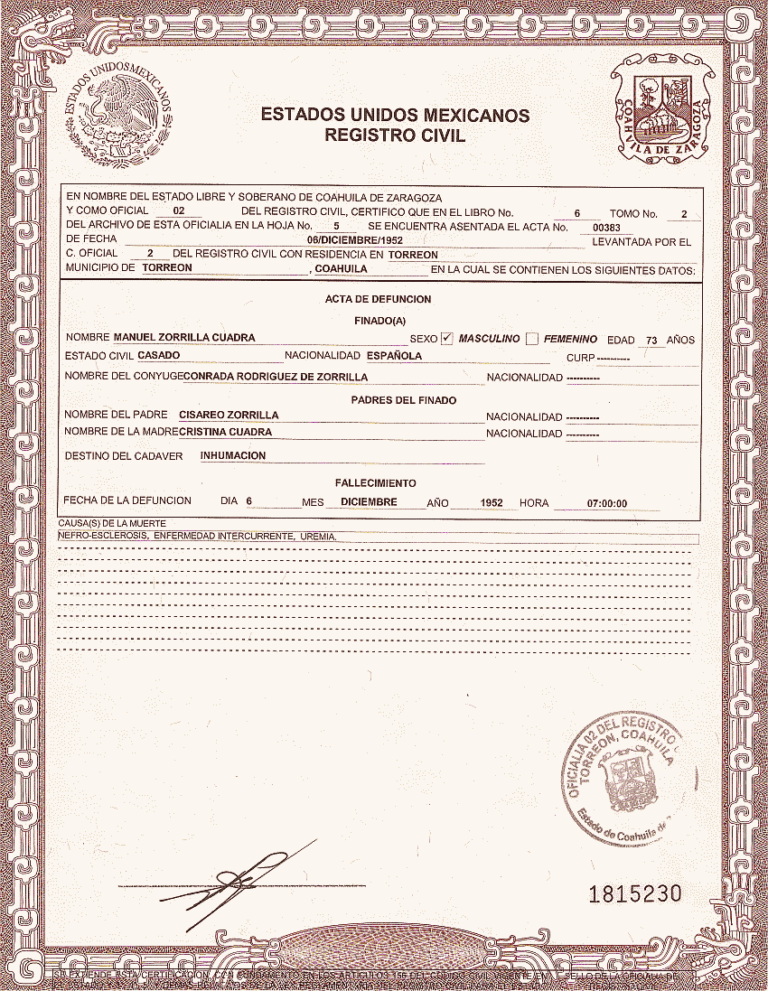 ESTADOS UNIDOS MEXICANOS
COAHUILA DE ZARAGOZA
ESTADOS UNIDOS MEXICANOS
REGISTRO CIVIL
EN NOMBRE DEL ESTADO LIBRE Y SOBERANO DE COAHUILA DE ZARAGOZA
Y COMO OFICIAL 02 DEL REGISTRO CIVIL, CERTIFICO QUE EN EL LIBRO No. 6 TOMO No. 2
DEL ARCHIVO DE ESTA OFICIALIA EN LA HOJA No. 5 SE ENCUENTRA ASENTADA EL ACTA No. 00383
DE FECHA 06/DICIEMBRE/1952 LEVANTADA POR EL
C. OFICIAL 2 DEL REGISTRO CIVIL CON RESIDENCIA EN TORREON
MUNICIPIO DE TORREON , COAHUILA EN LA CUAL SE CONTIENEN LOS SIGUIENTES DATOS:
ACTA DE DEFUNCION
FINADO(A)
NOMBRE MANUEL ZORRILLA CUADRA SEXO MASCULINO FEMENINO EDAD 73 AÑOS
ESTADO CIVIL CASADO NACIONALIDAD ESPAÑOLA CURP ----------
NOMBRE DEL CONYUGE CONRADA RODRIGUEZ DE ZORRILLA NACIONALIDAD ----------
PADRES DEL FINADO
NOMBRE DEL PADRE CISAREO ZORRILLA NACIONALIDAD ----------
NOMBRE DE LA MADRE CRISTINA CUADRA NACIONALIDAD ----------
DESTINO DEL CADAVER INHUMACION
FALLECIMIENTO
FECHA DE LA DEFUNCION DIA 6 MES DICIEMBRE AÑO 1952 HORA 07:00:00
CAUSA(S) DE LA MUERTE
NEFRO-ESCLEROSIS, ENFERMEDAD INTERCURRENTE, UREMIA.
OFICIALIA 02 DEL REGISTRO
TORREON, COAHUILA
Estado de Coahuila de
1815230
SE EXTIENDE ESTA CERTIFICACION, CON FUNDAMENTO EN LOS ARTICULOS 156 DEL CODIGO CIVIL VIGENTE EN SELLO DE LA OFICIALIA DE